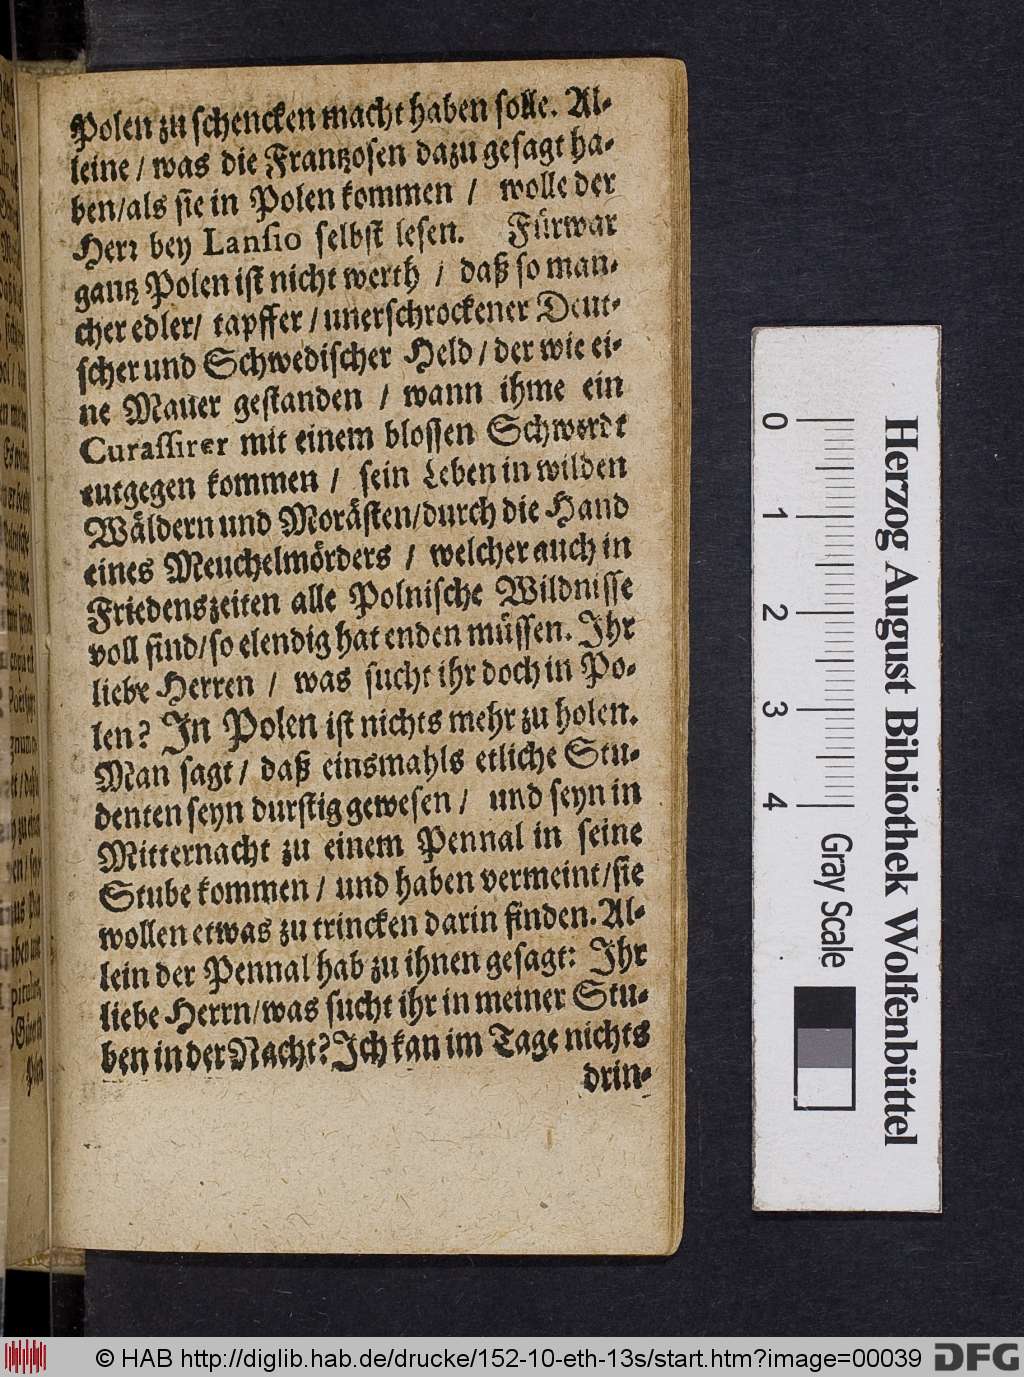 Polen zu schencken macht haben solle. Al-
leine / was die Frantzosen dazu gesagt ha-
ben/als sie in Polen kommen / wolle der
Herr bey Lansio selbst lesen. Fürwar
gantz Polen ist nicht werth / daß so man-
cher edler/ tapffer / unerschrockener Deut-
scher und Schwedischer Held / der wie ei-
ne Mauer gestanden / wann ihme ein
Curassirer mit einem blossen Schwerdt
entgegen kommen / sein Leben in wilden
Wäldern und Morästen/durch die Hand
eines Meuchelmörders / welcher auch in
Friedenszeiten alle Polnische Wildnisse
voll sind/so elendig hat enden müssen. Ihr
liebe Herren / was sucht ihr doch in Po-
len? In Polen ist nichts mehr zu holen.
Man sagt / daß einsmahls etliche Stu-
denten seyn durstig gewesen / und seyn in
Mitternacht zu einem Pennal in seine
Stube kommen / und haben vermeint/sie
wollen etwas zu trincken darin finden. Al-
lein der Pennal hab zu ihnen gesagt: Ihr
liebe Herrn/was sucht ihr in meiner Stu-
ben in der Nacht? Ich kan im Tage nichts
drin-
Herzog August Bibliothek Wolfenbüttel
0 1 2 3 4 Gray Scale
© HAB http://diglib.hab.de/drucke/152-10-eth-13s/start.htm?image=00039
DFG